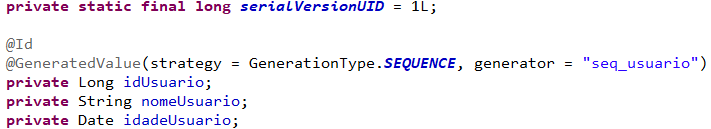 private static final long serialVersionUID = 1L;
@Id
@GeneratedValue(strategy = GenerationType.SEQUENCE, generator = "seq_usuario")
private Long idUsuario;
private String nomeUsuario;
private Date idadeUsuario;